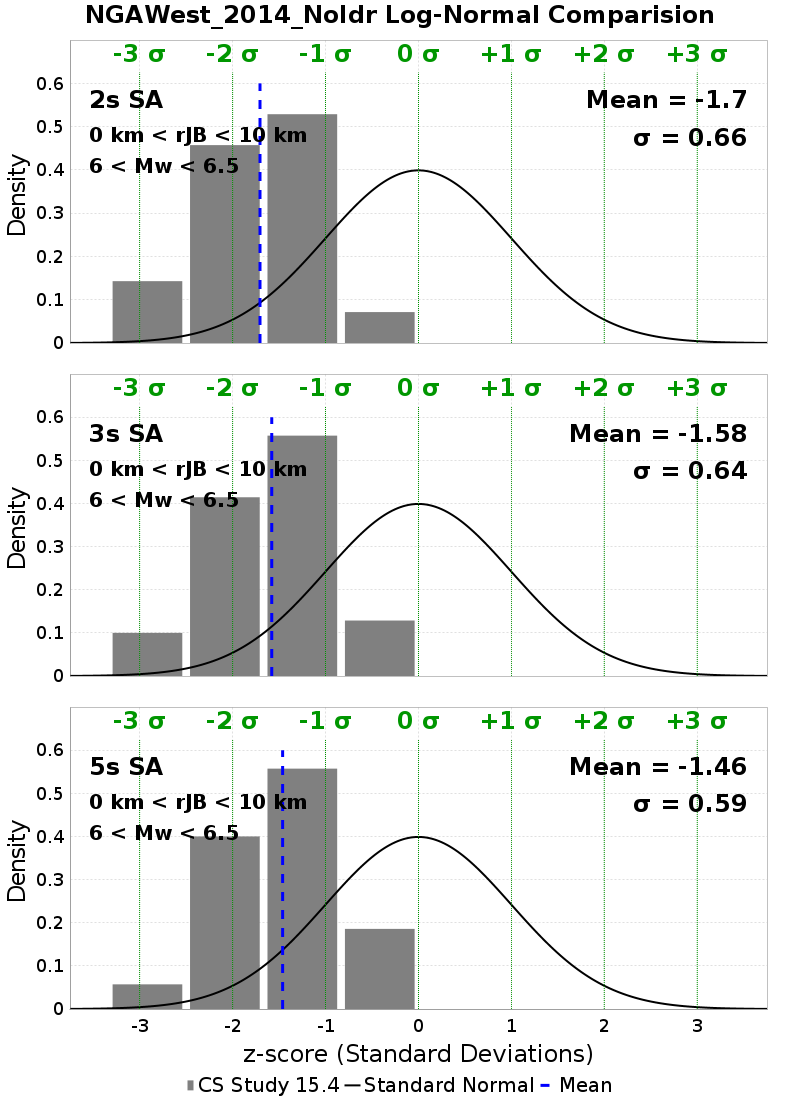 NGAWest_2014_NoIdr Log-Normal Comparision
-3 σ -2 σ -1 σ 0 σ +1 σ +2 σ +3 σ
0.6
2s SA Mean = -1.7
0.5
0 km < rJB < 10 km σ = 0.66
0.4
6 < Mw < 6.5
0.3
0.2
0.1
0
Density
-3 σ -2 σ -1 σ 0 σ +1 σ +2 σ +3 σ
0.6
3s SA Mean = -1.58
0.5
0 km < rJB < 10 km σ = 0.64
0.4
6 < Mw < 6.5
0.3
0.2
0.1
0
Density
-3 σ -2 σ -1 σ 0 σ +1 σ +2 σ +3 σ
0.6
5s SA Mean = -1.46
0.5
0 km < rJB < 10 km σ = 0.59
0.4
6 < Mw < 6.5
0.3
0.2
0.1
0
Density
-3 -2 -1 0 1 2 3
z-score (Standard Deviations)
CS Study 15.4 Standard Normal Mean